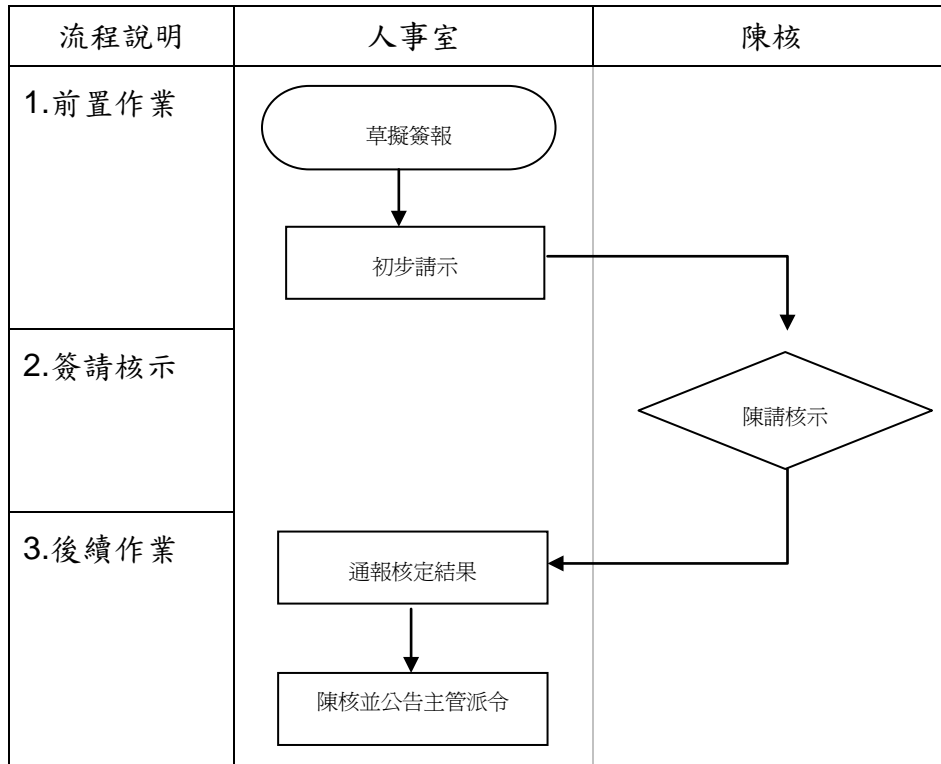 流程說明
人事室
陳核
1.前置作業
草擬簽報
初步請示
2.簽請核示
陳請核示
3.後續作業
通報核定結果
陳核並公告主管派令